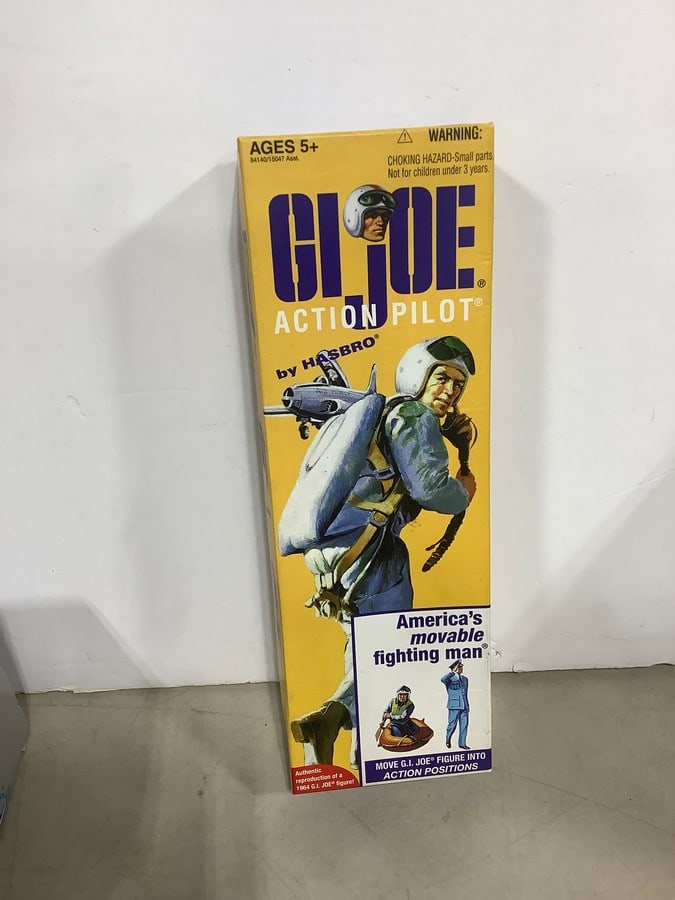 AGES 5+
84140/15047 Asst.
⚠ WARNING:
CHOKING HAZARD-Small parts.
Not for children under 3 years.
GI JOE®
ACTION PILOT®
by HASBRO®
America's
movable
fighting man®
MOVE G.I. JOE® FIGURE INTO
ACTION POSITIONS
Authentic
reproduction of a
1964 G.I. JOE® figure!